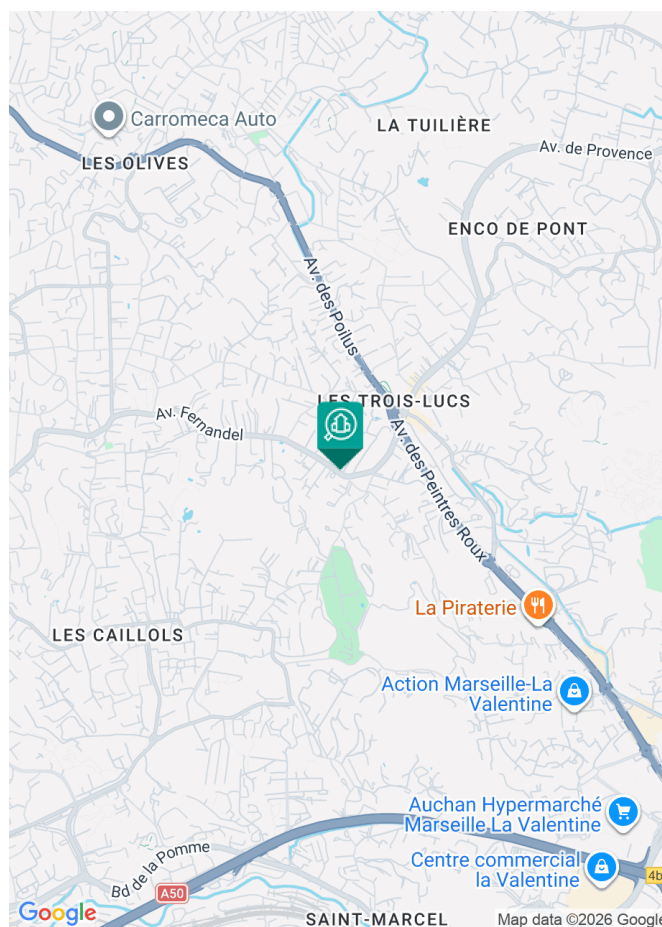 Carromeca Auto
LA TUILIÈRE
Av. de Provence
LES OLIVES
ENCO DE PONT
Av. des Poilus
LES TROIS-LUCS
Av. Fernandel
Av. des Peintres Roux
La Piraterie
LES CAILLOLS
Action Marseille-La
Valentine
Auchan Hypermarché
Marseille La Valentine
Bd de la Pomme
Centre commercial
la Valentine
A50
Google
SAINT-MARCEL
Map data ©2026 Google